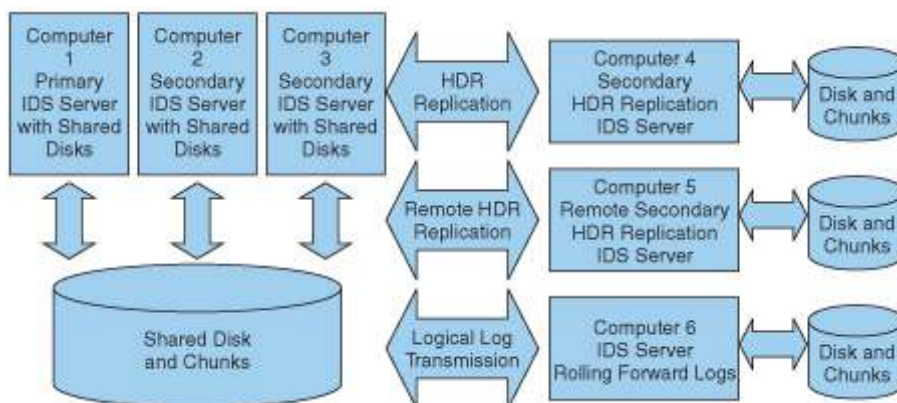 Computer
1
Primary
IDS Server
with Shared
Disks
Computer
2
Secondary
IDS Server
with Shared
Disks
Computer
3
Secondary
IDS Server
with Shared
Disks
HDR
Replication
Computer 4
Secondary
HDR Replication
IDS Server
Disk and
Chunks
Remote HDR
Replication
Computer 5
Remote Secondary
HDR Replication
IDS Server
Disk and
Chunks
Shared Disk
and Chunks
Logical Log
Transmission
Computer 6
IDS Server
Rolling Forward Logs
Disk and
Chunks